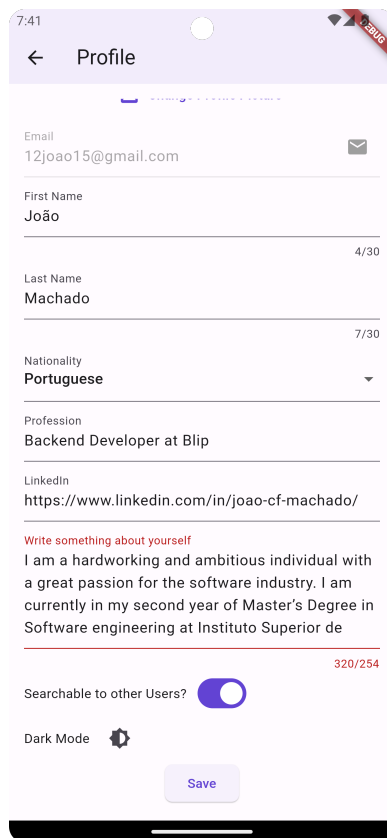 7:41
DEBUG
Profile
Change Profile Picture
Email
12joao15@gmail.com
First Name
João
4/30
Last Name
Machado
7/30
Nationality
Portuguese
Profession
Backend Developer at Blip
LinkedIn
https://www.linkedin.com/in/joao-cf-machado/
Write something about yourself
I am a hardworking and ambitious individual with
a great passion for the software industry. I am
currently in my second year of Master’s Degree in
Software engineering at Instituto Superior de
320/254
Searchable to other Users?
Dark Mode
Save